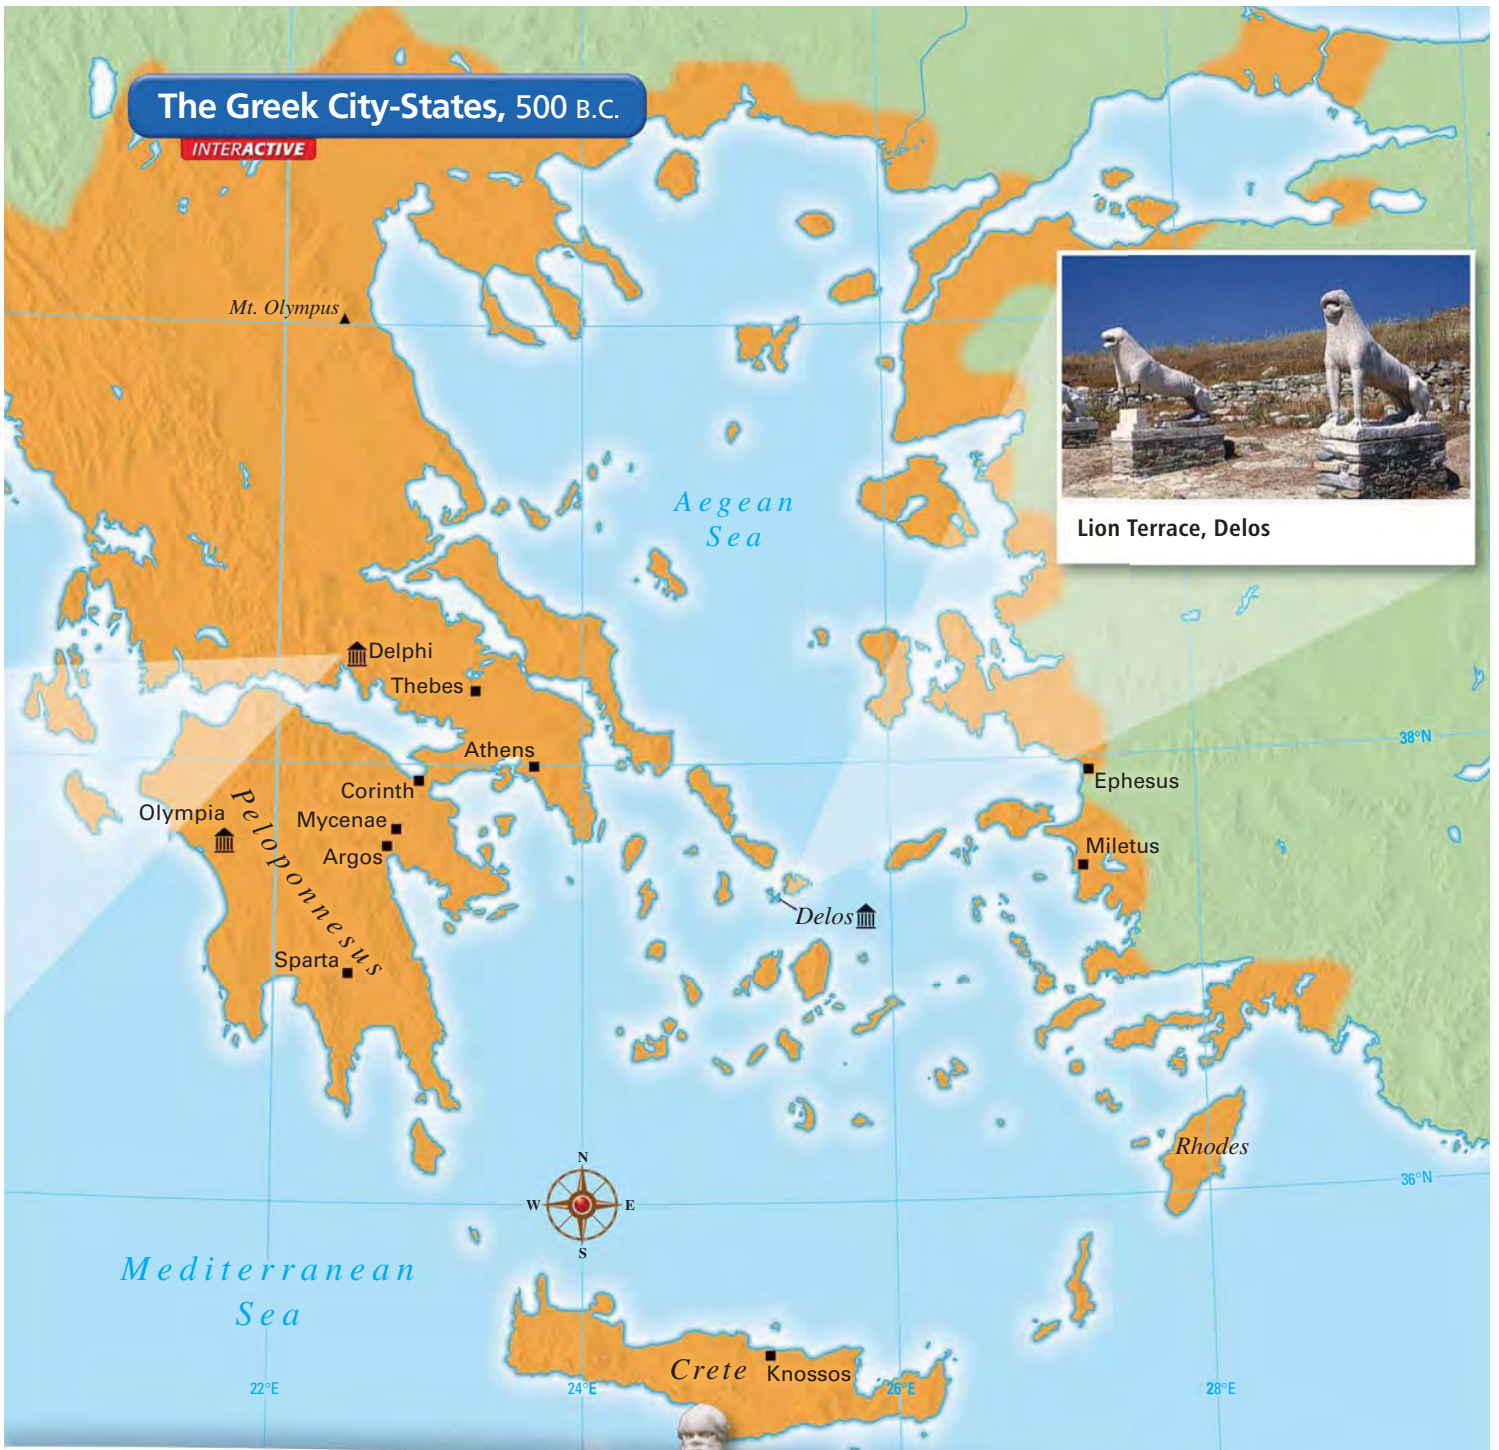 The Greek City-States, 500 B.C.
INTERACTIVE
Mt. Olympus
Aegean
Sea
Lion Terrace, Delos
Delphi
Thebes
38°N
Athens
Ephesus
Corinth
Olympia
Mycenae
Argos
Miletus
Peloponnesus
Delos
Sparta
Rhodes
N
W
E
S
36°N
Mediterranean
Sea
Crete
Knossos
22°E
24°E
26°E
28°E